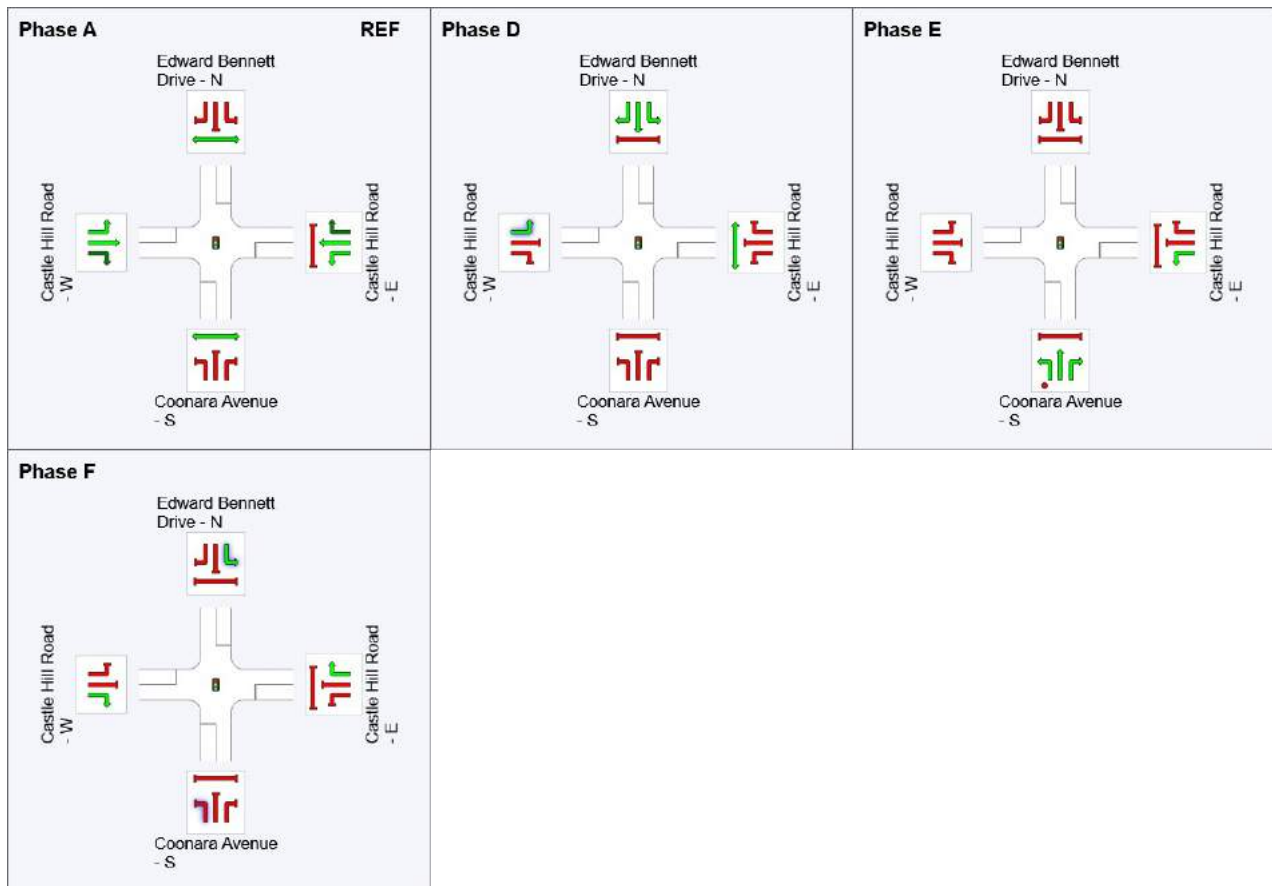 Phase A
REF
Edward Bennett
Drive - N
Castle Hill Road
- W
Castle Hill Road
- E
Coonara Avenue
- S
Phase D
Edward Bennett
Drive - N
Castle Hill Road
- W
Castle Hill Road
- E
Coonara Avenue
- S
Phase E
Edward Bennett
Drive - N
Castle Hill Road
- W
Castle Hill Road
- E
Coonara Avenue
- S
Phase F
Edward Bennett
Drive - N
Castle Hill Road
- W
Castle Hill Road
- E
Coonara Avenue
- S